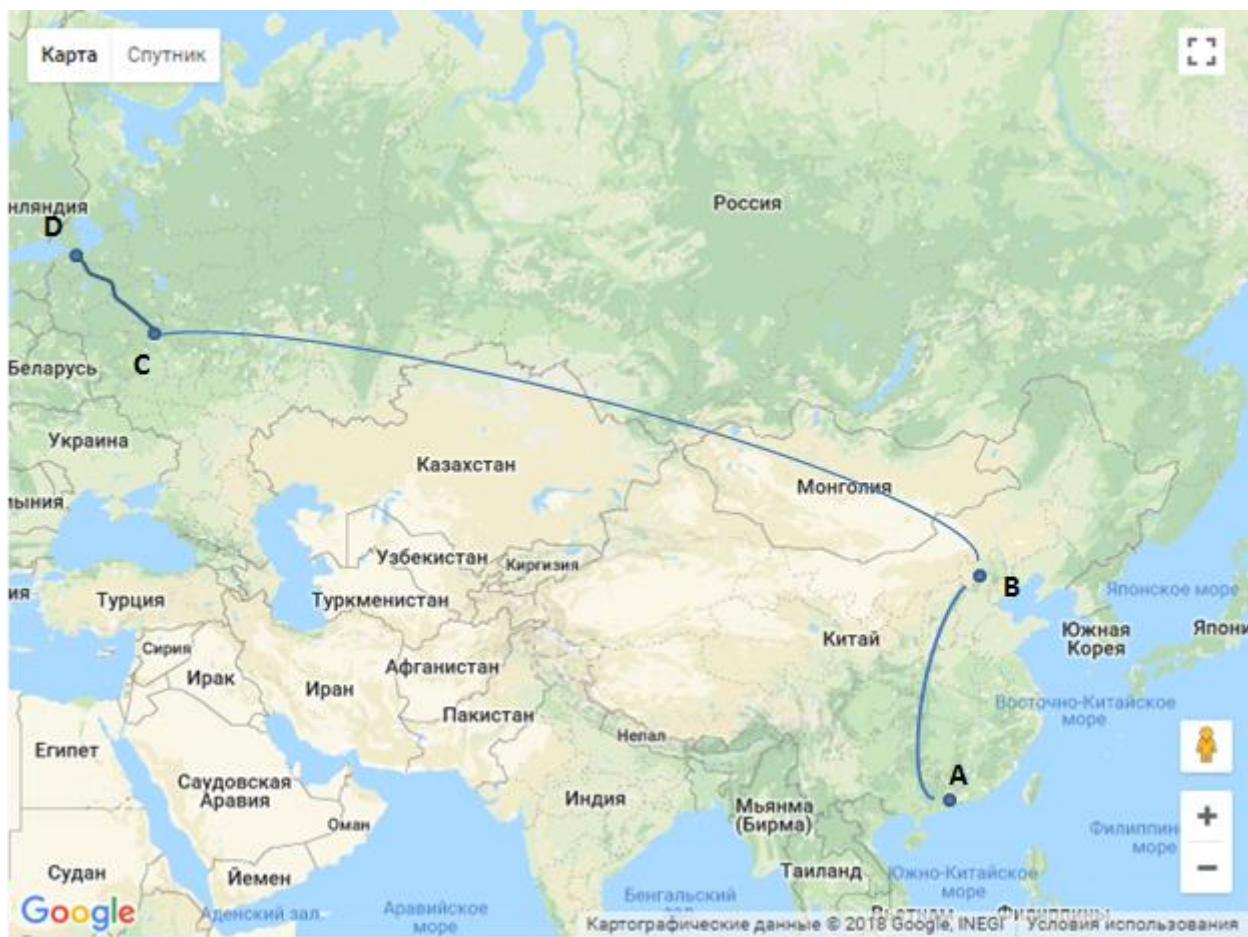 Карта Спутник
Россия
нляндия
D
C
Беларусь
Украина
Казахстан
Монголия
ыния
Узбекистан
Киргизия
B
ия
Турция
Туркменистан
Японское море
Сирия
Ирак
Иран
Афганистан
Китай
Южная
Корея
Япони
Пакистан
Восточно-Китайское
море
Непал
Египет
Саудовская
Аравия
Индия
A
Оман
Мьянма
(Бирма)
+
Филиппин
море
−
Судан
Йемен
Таиланд
Южно-Китайское
море
Google
Аденский зал.
Аравийское
море
Бенгальский
Картографические данные © 2018 Google, INEGI
Условия использования